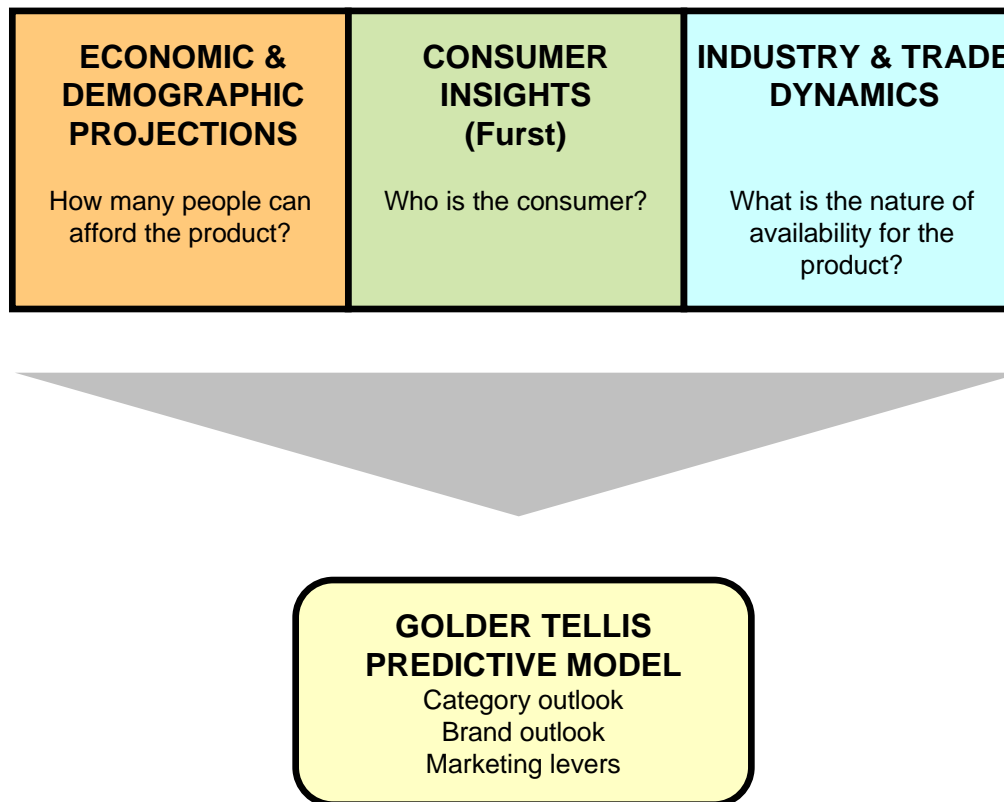 ECONOMIC &
DEMOGRAPHIC
PROJECTIONS
How many people can
afford the product?
CONSUMER
INSIGHTS
(Furst)
Who is the consumer?
INDUSTRY & TRADE
DYNAMICS
What is the nature of
availability for the
product?
GOLDER TELLIS
PREDICTIVE MODEL
Category outlook
Brand outlook
Marketing levers